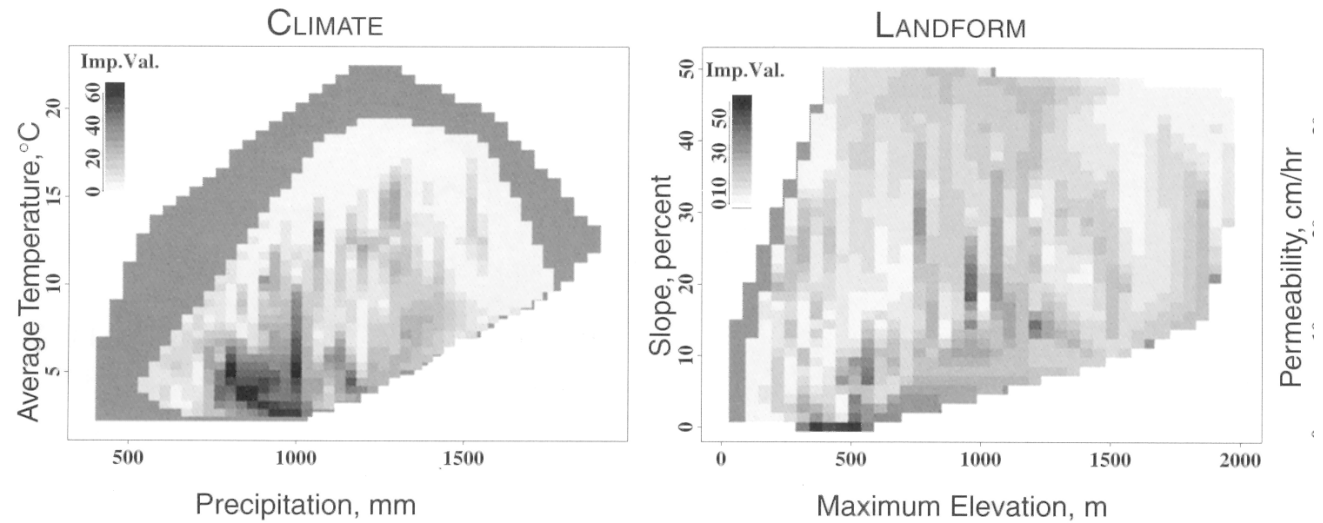 CLIMATE
Imp.Val.
0 20 40 60
5 10 15 20
Average Temperature,°C
500 1000 1500
Precipitation, mm
LANDFORM
Imp.Val.
010 30 50
0 10 20 30 40 50
Slope, percent
0 500 1000 1500 2000
Maximum Elevation, m
Permeability, cm/hr